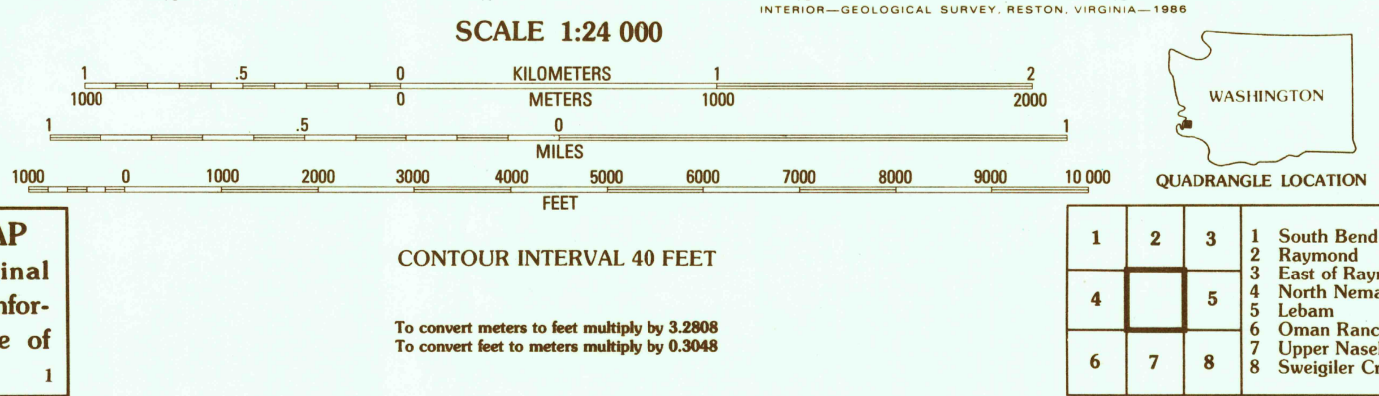 INTERIOR—GEOLOGICAL SURVEY, RESTON, VIRGINIA—1986
SCALE 1:24 000
1 .5 0 KILOMETERS 1 2
1000 0 METERS 1000 2000
1 .5 0 1
MILES
1000 0 1000 2000 3000 4000 5000 6000 7000 8000 9000 10 000
FEET
WASHINGTON
QUADRANGLE LOCATION
CONTOUR INTERVAL 40 FEET
To convert meters to feet multiply by 3.2808
To convert feet to meters multiply by 0.3048
AP
inal
nfor-
e of
1
1 2 3
4 5
6 7 8
1 South Bend
2 Raymond
3 East of Ray
4 North Nema
5 Lebam
6 Oman Ranc
7 Upper Nasel
8 Sweigiler Cr